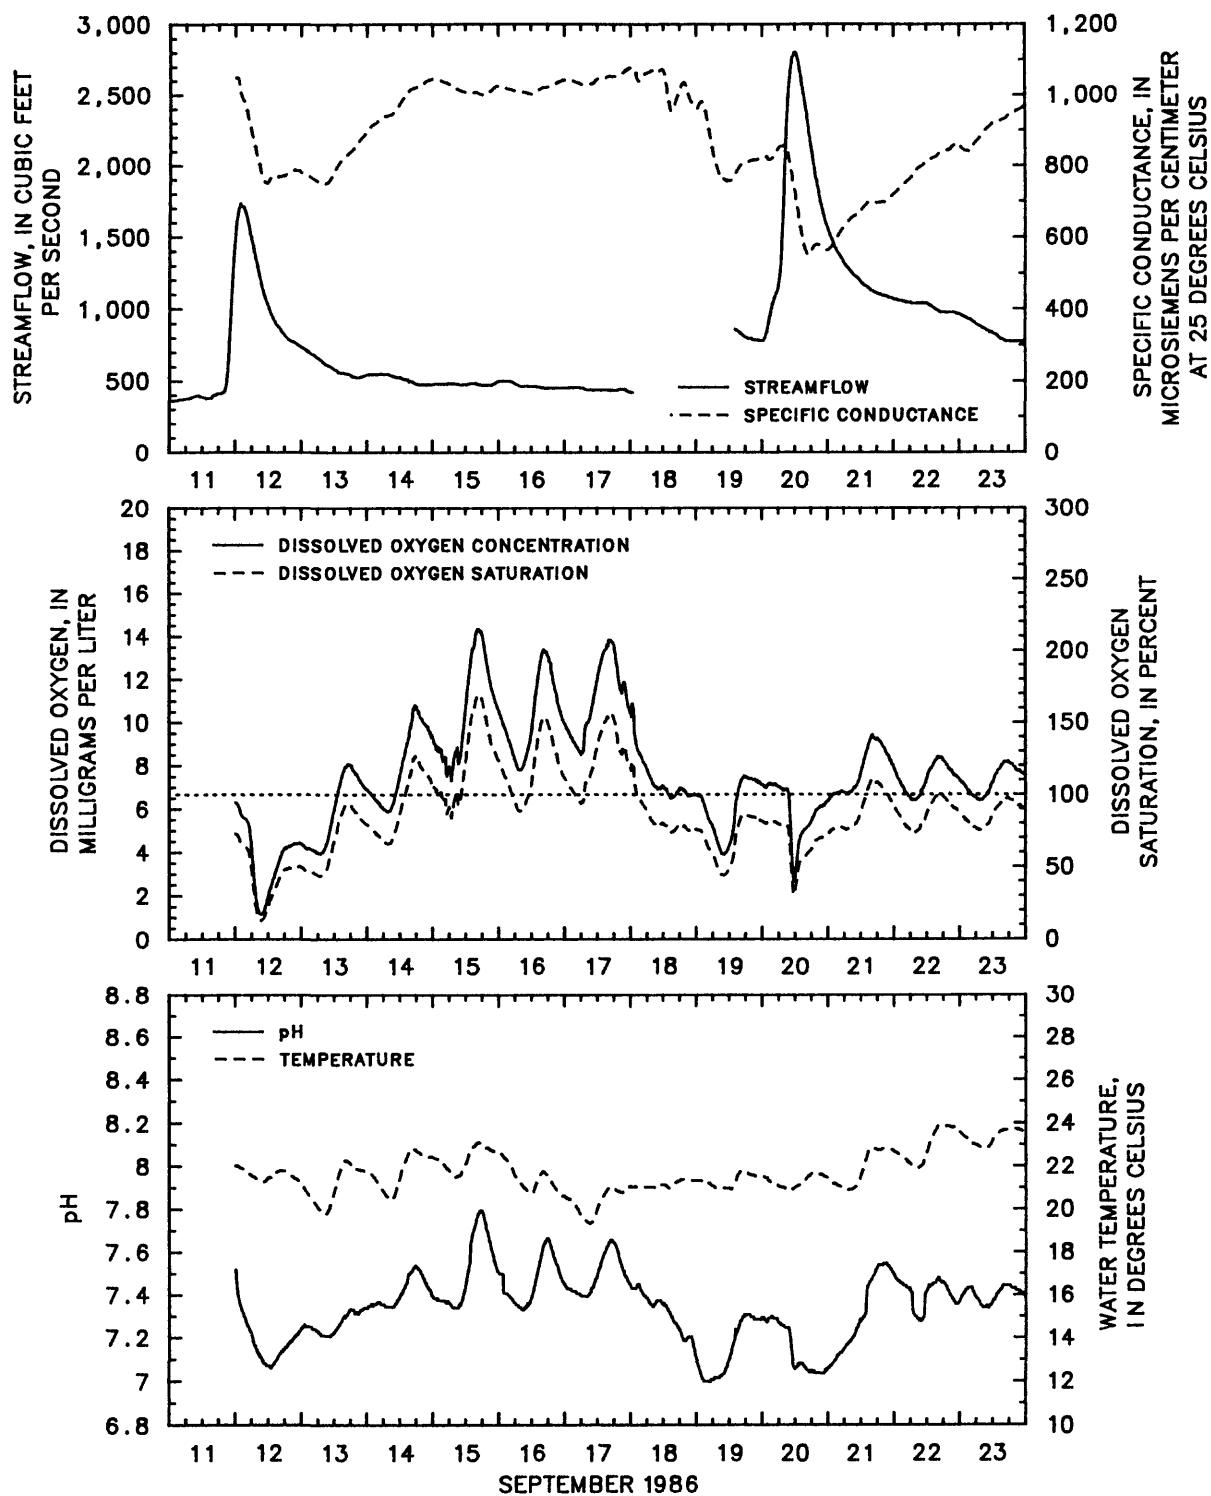 3,000
2,500
2,000
1,500
1,000
500
0
STREAMFLOW, IN CUBIC FEET
PER SECOND
1,200
1,000
800
600
400
200
0
SPECIFIC CONDUCTANCE, IN
MICROSIEMENS PER CENTIMETER
AT 25 DEGREES CELSIUS
STREAMFLOW
SPECIFIC CONDUCTANCE
11 12 13 14 15 16 17 18 19 20 21 22 23
20
18
16
14
12
10
8
6
4
2
0
DISSOLVED OXYGEN, IN
MILLIGRAMS PER LITER
DISSOLVED OXYGEN CONCENTRATION
DISSOLVED OXYGEN SATURATION
300
250
200
150
100
50
0
DISSOLVED OXYGEN
SATURATION, IN PERCENT
11 12 13 14 15 16 17 18 19 20 21 22 23
8.8
8.6
8.4
8.2
8
7.8
7.6
7.4
7.2
7
6.8
pH
pH
TEMPERATURE
30
28
26
24
22
20
18
16
14
12
10
WATER TEMPERATURE,
IN DEGREES CELSIUS
11 12 13 14 15 16 17 18 19 20 21 22 23
SEPTEMBER 1986